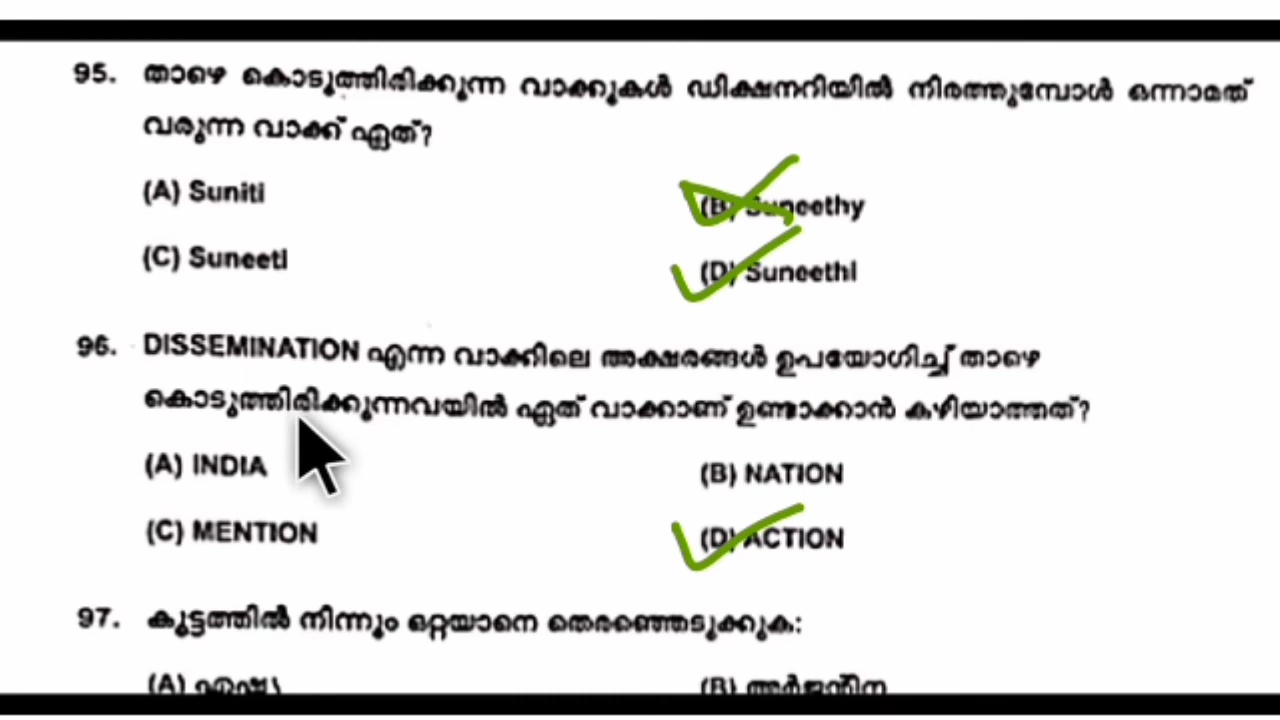 95. താഴെ കൊടുത്തിരിക്കുന്ന വാക്കുകൾ ഡിക്ഷനറിയിൽ നിരത്തുമ്പോൾ ഒന്നാമത്
വരുന്ന വാക്ക് ഏത്?
(A) Suniti (B) Suneethy
(C) Suneeti (D) Suneethi
96. DISSEMINATION എന്ന വാക്കിലെ അക്ഷരങ്ങൾ ഉപയോഗിച്ച് താഴെ
കൊടുത്തിരിക്കുന്നവയിൽ ഏത് വാക്കാണ് ഉണ്ടാക്കാൻ കഴിയാത്തത്?
(A) INDIA (B) NATION
(C) MENTION (D) ACTION
97. കൂട്ടത്തിൽ നിന്നും ഒറ്റയാനെ തെരഞ്ഞെടുക്കുക:
(A) (B) അർജന്റീന